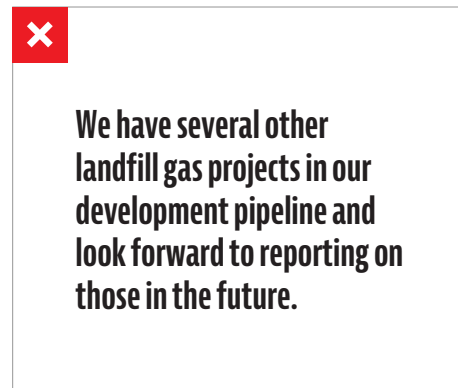 We have several other
landfill gas projects in our
development pipeline and
look forward to reporting on
those in the future.